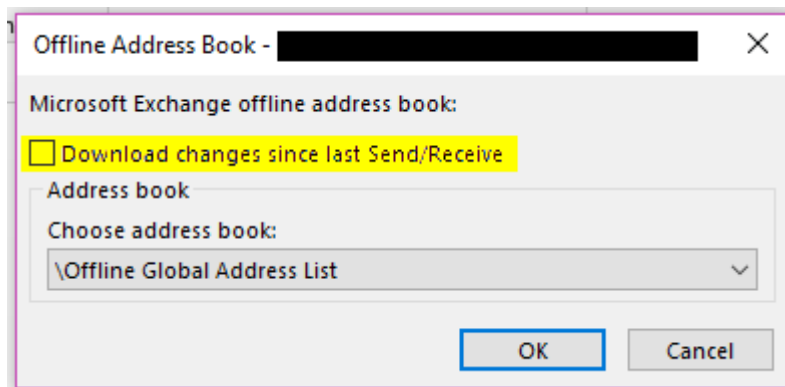 Offline Address Book -
Microsoft Exchange offline address book:
Download changes since last Send/Receive
Address book
Choose address book:
\Offline Global Address List
OK
Cancel